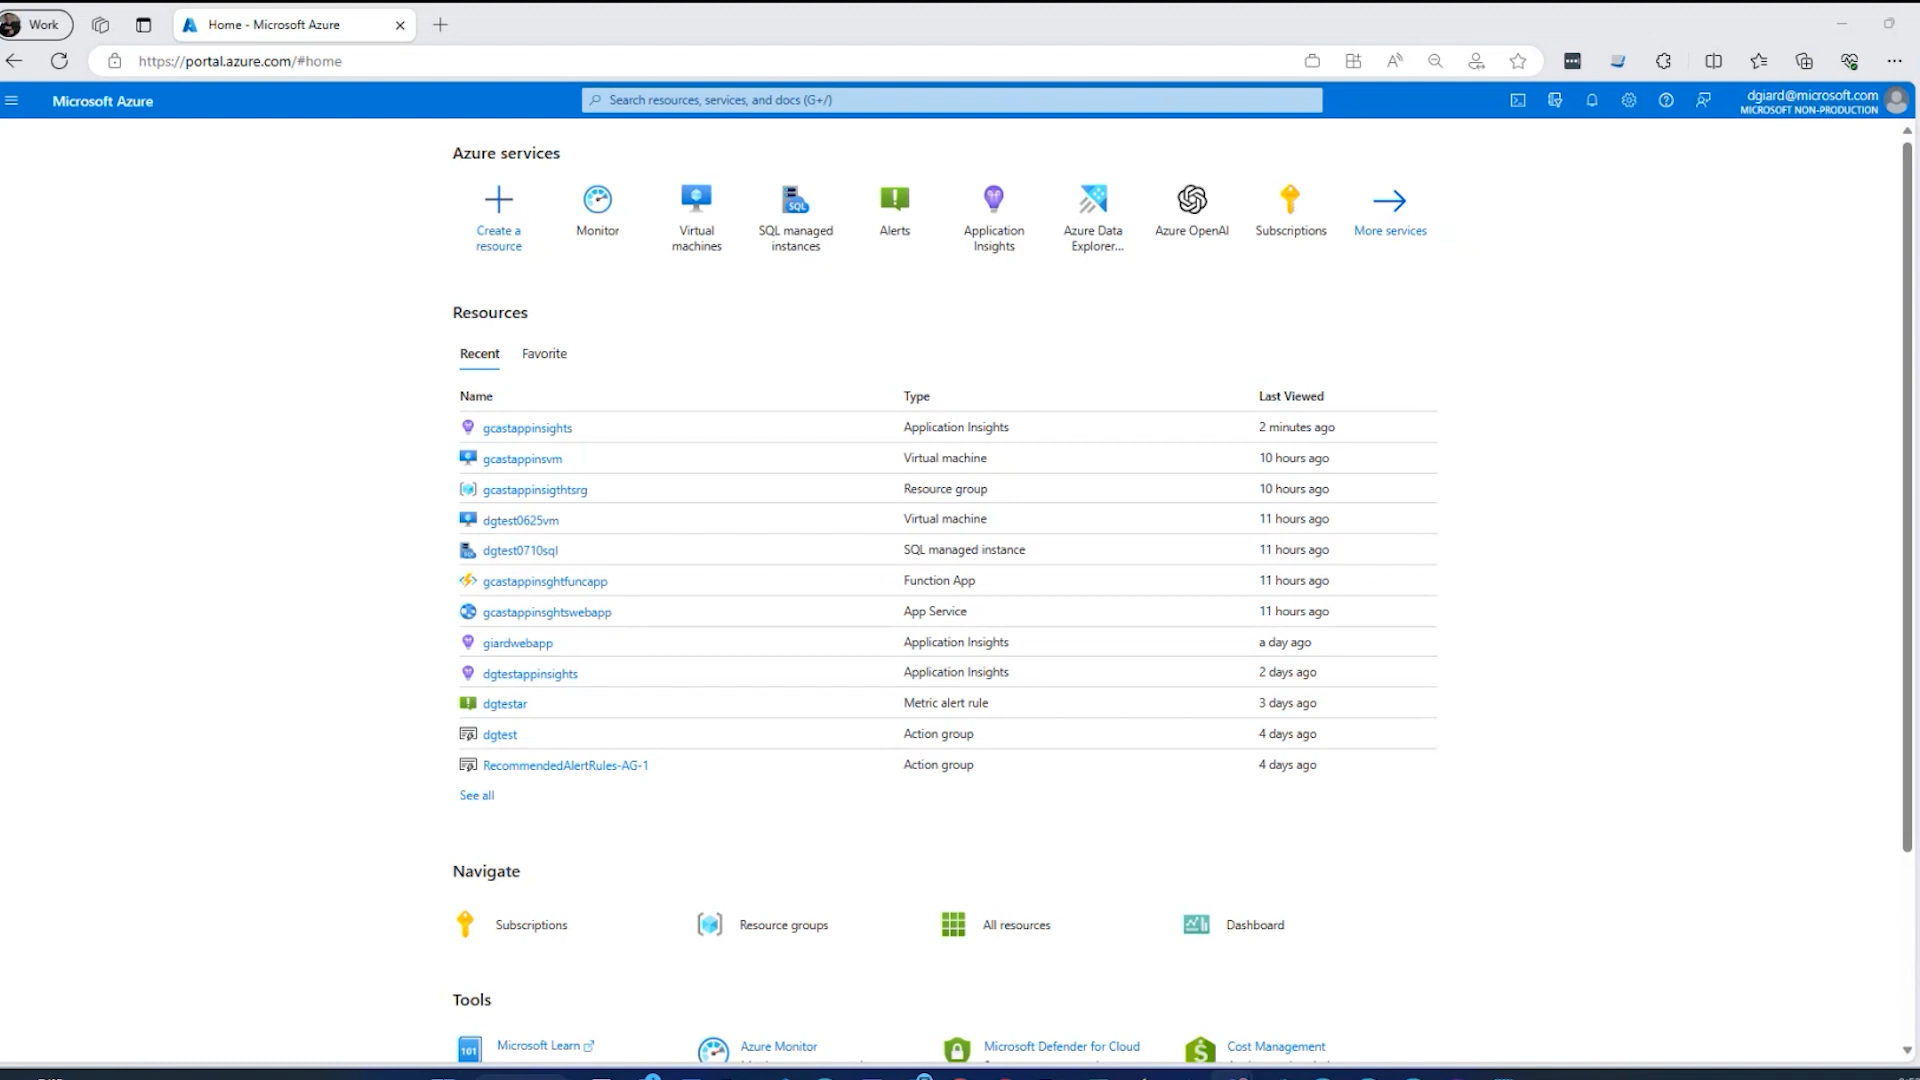 Work
Home - Microsoft Azure
https://portal.azure.com/#home
Microsoft Azure
Search resources, services, and docs (G+/)
dgiard@microsoft.com
MICROSOFT NON-PRODUCTION
Azure services
Create a resource
Monitor
Virtual machines
SQL managed instances
Alerts
Application Insights
Azure Data Explorer...
Azure OpenAI
Subscriptions
More services
Resources
Recent Favorite
Name Type Last Viewed
gcastappinsights Application Insights 2 minutes ago
gcastappinsvm Virtual machine 10 hours ago
gcastappinsigthtsrg Resource group 10 hours ago
dgtest0625vm Virtual machine 11 hours ago
dgtest0710sql SQL managed instance 11 hours ago
gcastappinsghtfuncapp Function App 11 hours ago
gcastappinsghtswebapp App Service 11 hours ago
giardwebapp Application Insights a day ago
dgtestappinsights Application Insights 2 days ago
dgtestar Metric alert rule 3 days ago
dgtest Action group 4 days ago
RecommendedAlertRules-AG-1 Action group 4 days ago
See all
Navigate
Subscriptions Resource groups All resources Dashboard
Tools
Microsoft Learn Azure Monitor Microsoft Defender for Cloud Cost Management